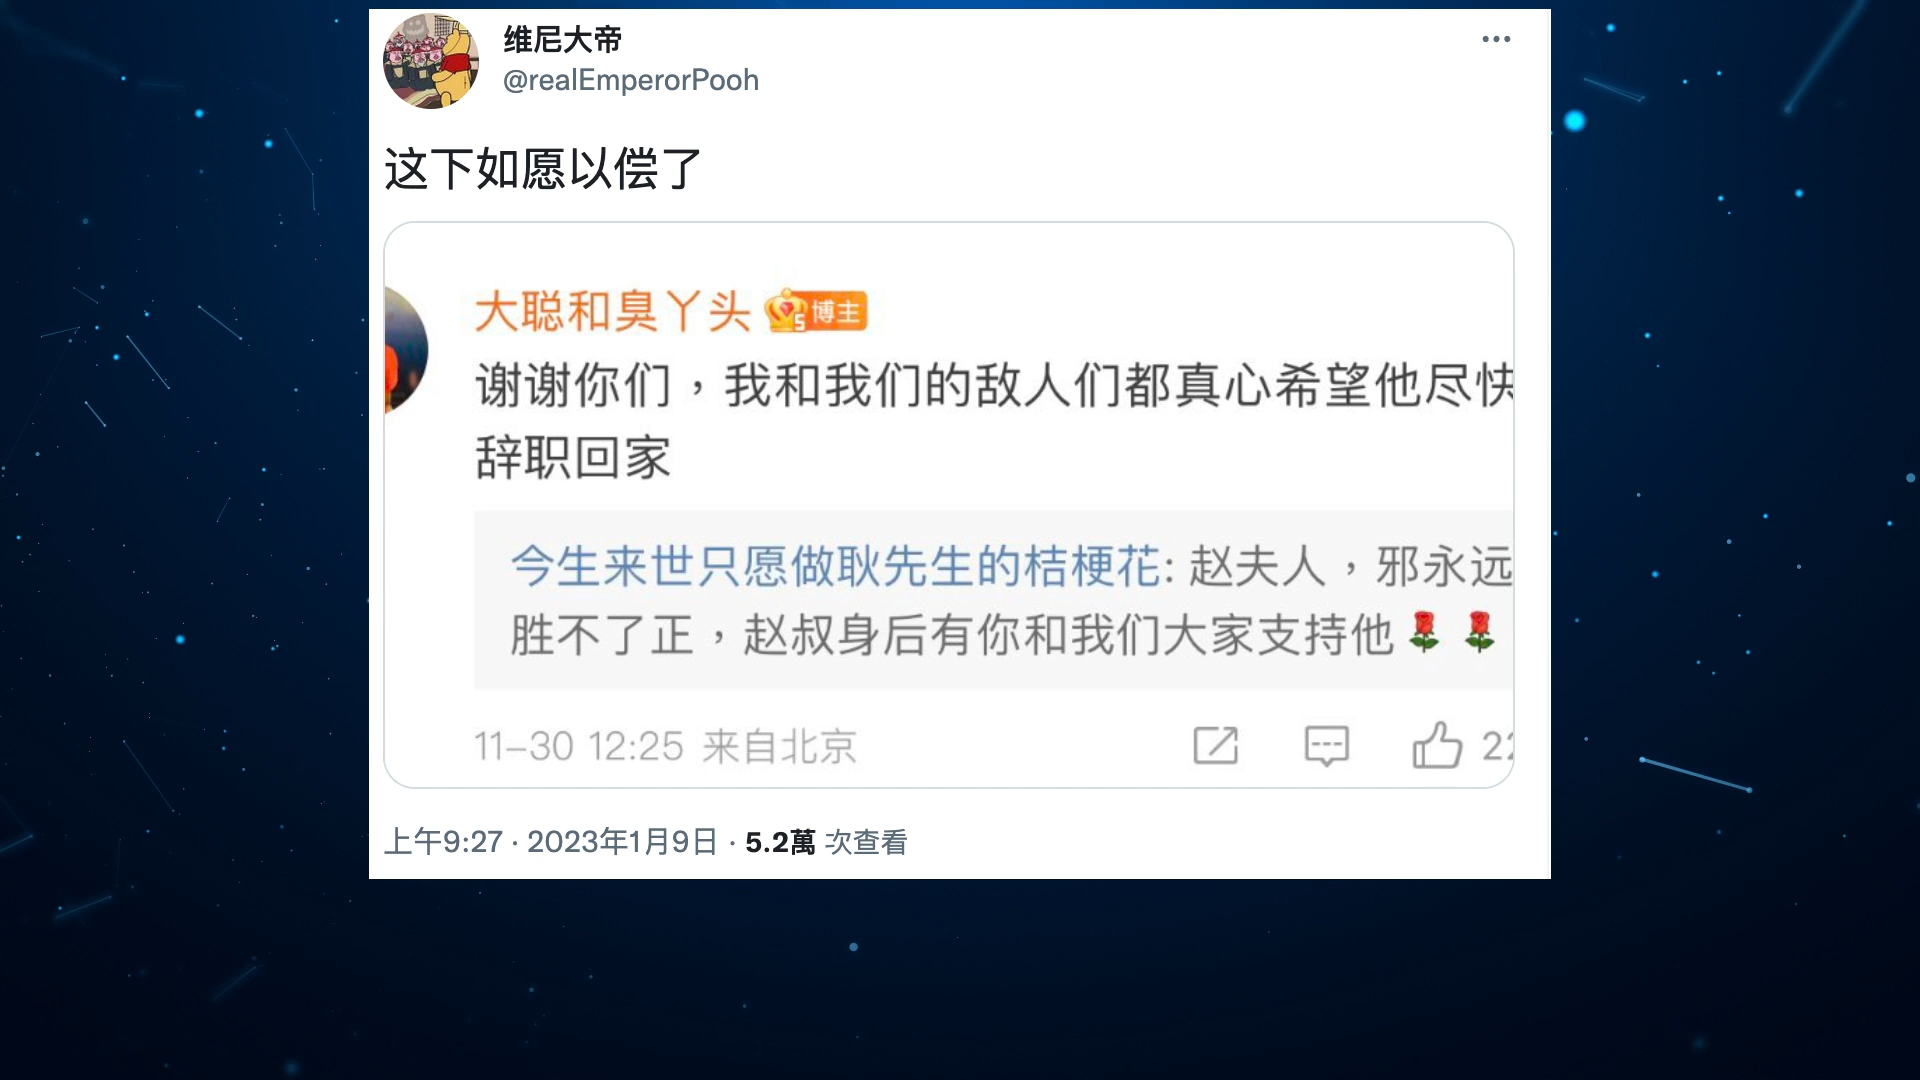 维尼大帝
@realEmperorPooh
这下如愿以偿了
大聪和臭丫头 5 博主
谢谢你们，我和我们的敌人们都真心希望他尽快
辞职回家
今生来世只愿做耿先生的桔梗花: 赵夫人，邪永远
胜不了正，赵叔身后有你和我们大家支持他🌹🌹
11-30 12:25 来自北京
22
上午9:27 · 2023年1月9日 · 5.2萬 次查看